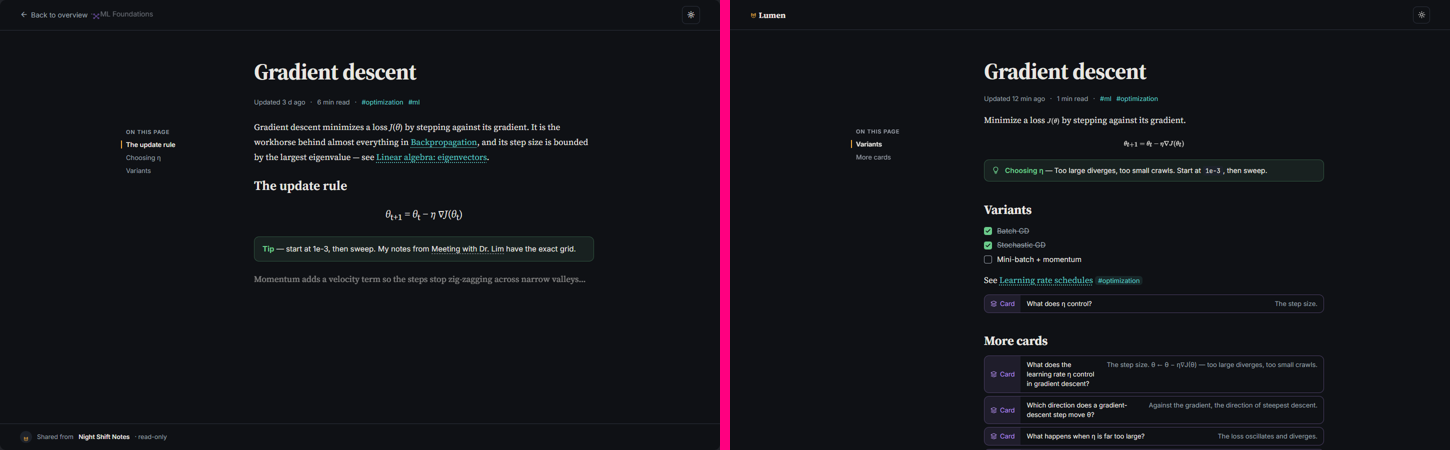 Back to overview
ML Foundations
Gradient descent
Updated 3 d ago · 6 min read · #optimization #ml
ON THIS PAGE
The update rule
Choosing η
Variants
Gradient descent minimizes a loss J(θ) by stepping against its gradient. It is the
workhorse behind almost everything in Backpropagation, and its step size is bounded
by the largest eigenvalue — see Linear algebra: eigenvectors.
The update rule
θt+1 = θt − η ∇J(θt)
Tip — start at 1e-3, then sweep. My notes from Meeting with Dr. Lim have the exact grid.
Momentum adds a velocity term so the steps stop zig-zagging across narrow valleys…
Shared from Night Shift Notes · read-only
Lumen
Gradient descent
Updated 12 min ago · 1 min read · #ml #optimization
ON THIS PAGE
Variants
More cards
Minimize a loss J(θ) by stepping against its gradient.
θt+1 = θt − η∇J(θt)
Choosing η — Too large diverges, too small crawls. Start at 1e-3, then sweep.
Variants
Batch GD
Stochastic GD
Mini-batch + momentum
See Learning rate schedules #optimization
Card What does η control? The step size.
More cards
Card What does the learning rate η control in gradient descent? The step size. θ ← θ − η∇J(θ) — too large diverges, too small crawls.
Card Which direction does a gradient-descent step move θ? Against the gradient, the direction of steepest descent.
Card What happens when η is far too large? The loss oscillates and diverges.